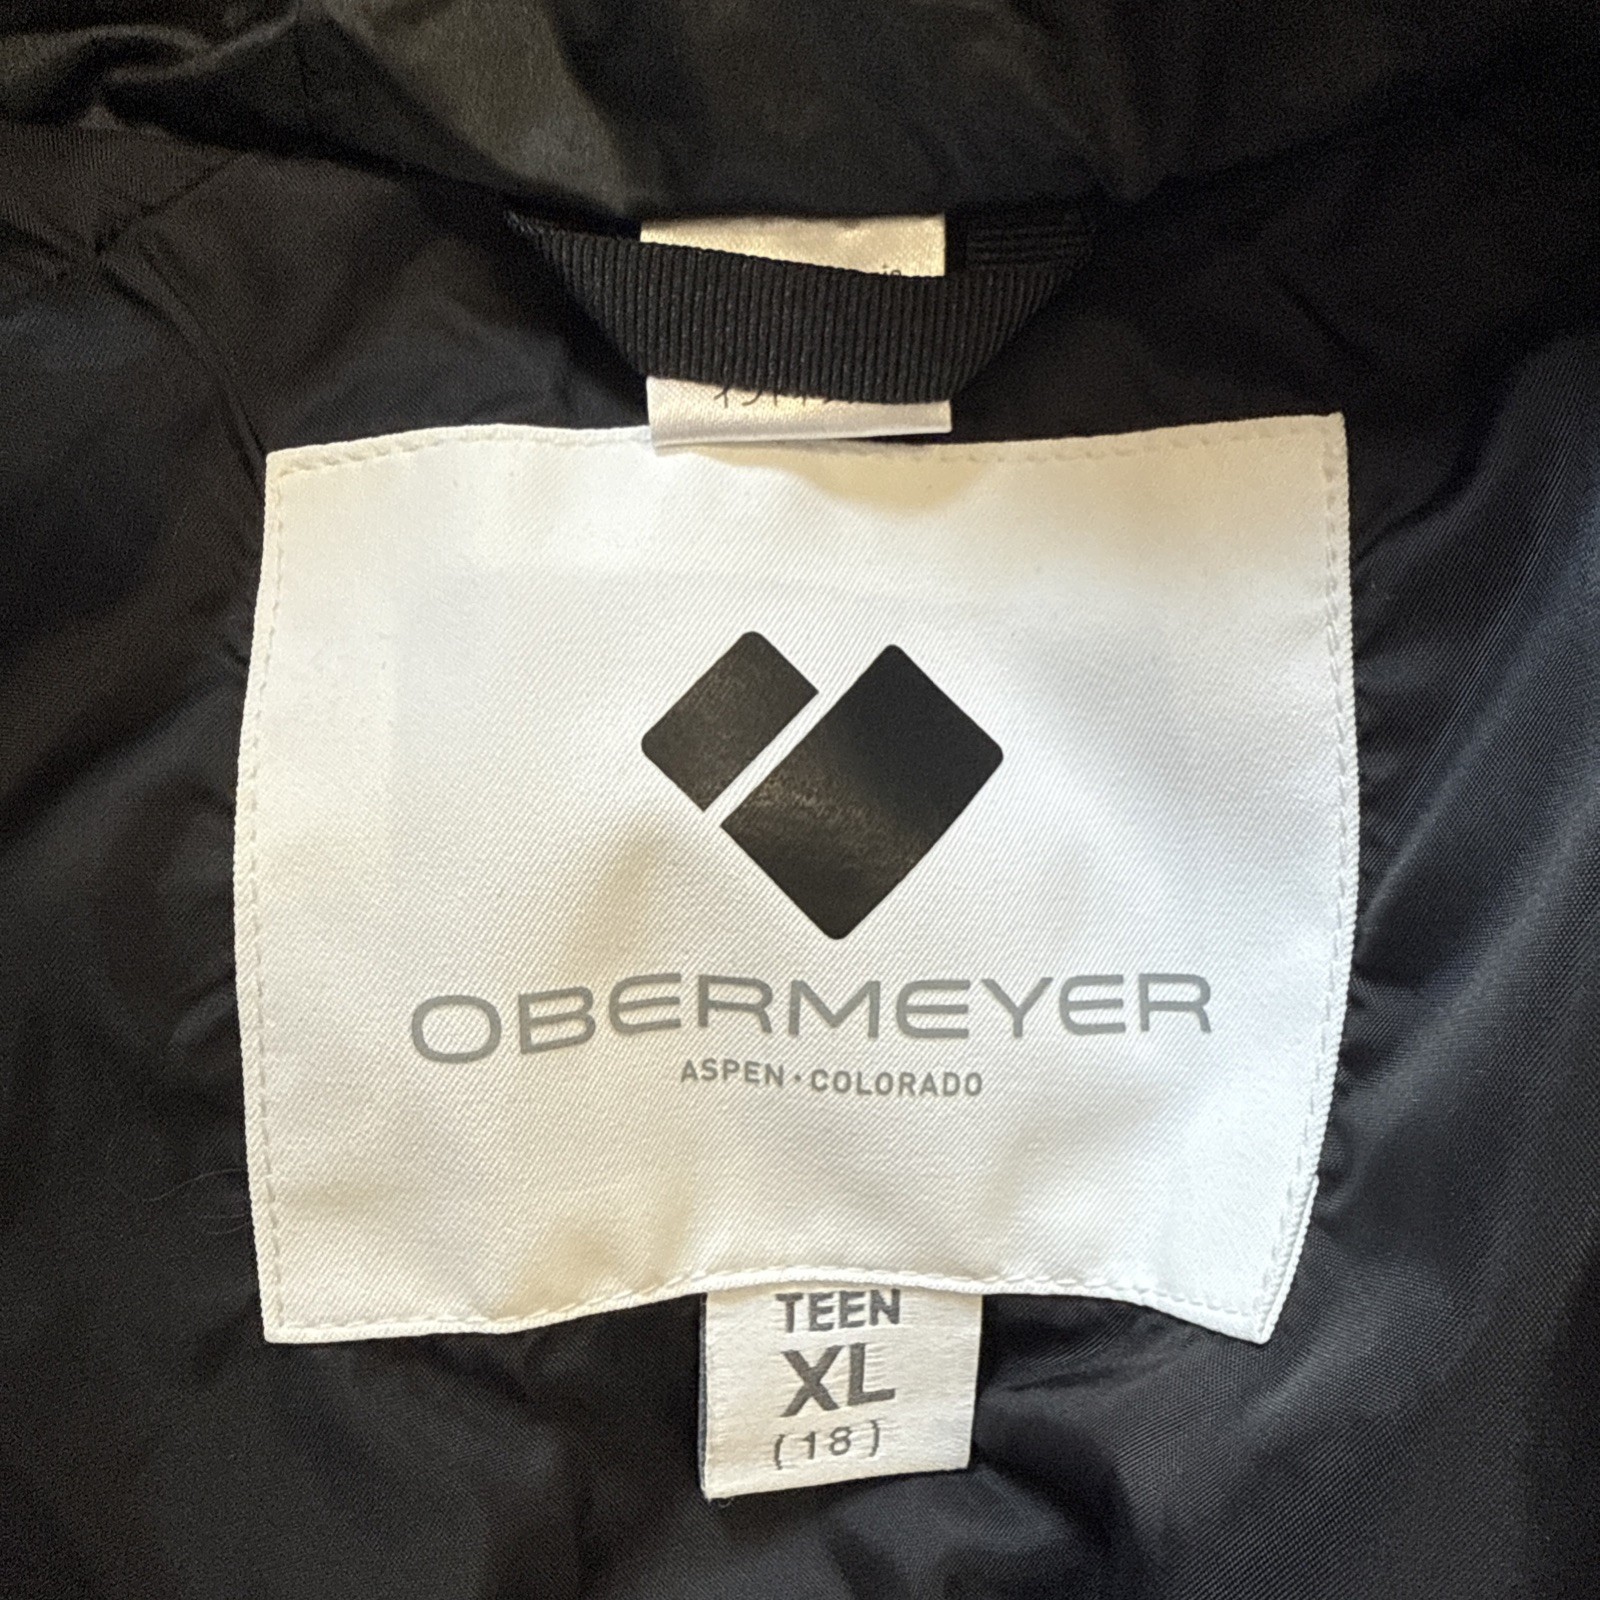 OBERMEYER
ASPEN · COLORADO
TEEN
XL
(18)